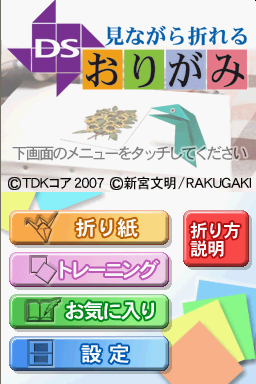 見ながら折れる
DS
おりがみ
下画面のメニューをタッチしてください
©TDKコア 2007 ©新宮文明/RAKUGAKI
折り紙
折り方
説明
トレーニング
お気に入り
設定